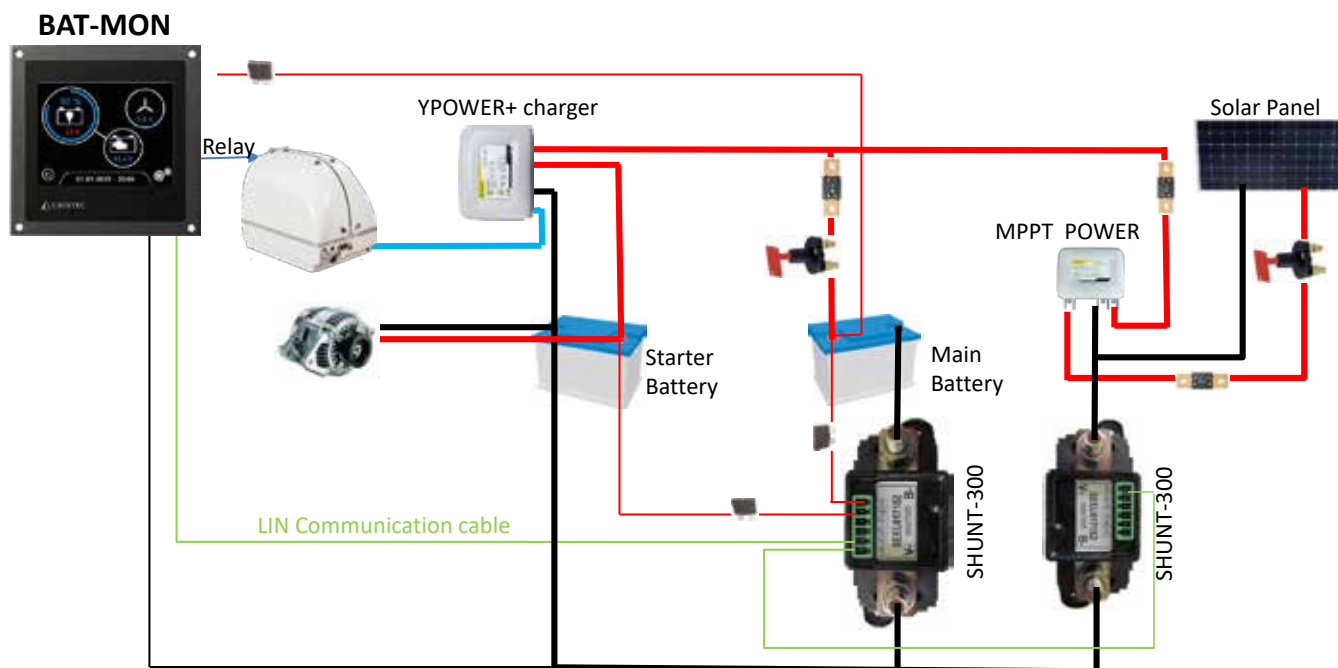 BAT-MON
YPOWER+ charger
Solar Panel
Relay
MPPT POWER
Starter
Battery
Main
Battery
SHUNT-300
SHUNT-300
LIN Communication cable